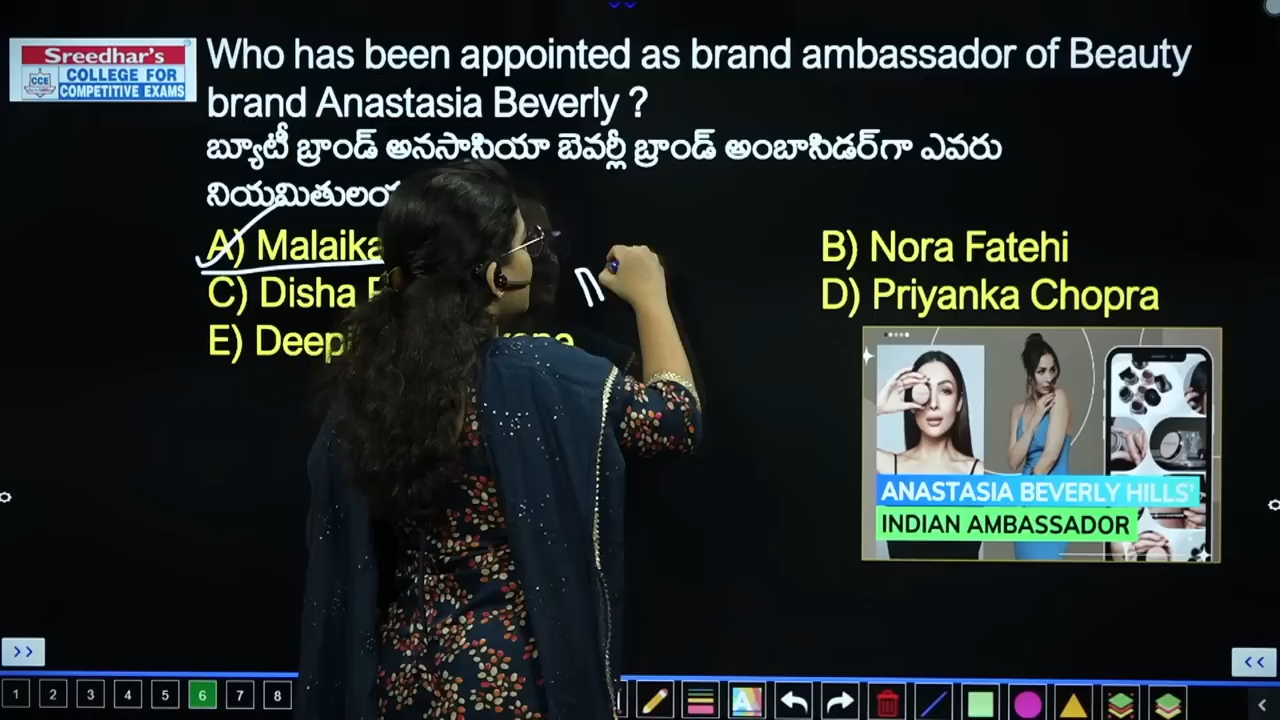 Sreedhar's
CCE
COLLEGE FOR
COMPETITIVE EXAMS
Who has been appointed as brand ambassador of Beauty
brand Anastasia Beverly ?
బ్యూటీ బ్రాండ్ అనసాసియా బెవర్లీ బ్రాండ్ అంబాసిడర్‌గా ఎవరు
A) Malaika
B) Nora Fatehi
C) Disha
D) Priyanka Chopra
E)
ANASTASIA BEVERLY HILLS'
INDIAN AMBASSADOR
>>
<<
1 2 3 4 5 6 7 8